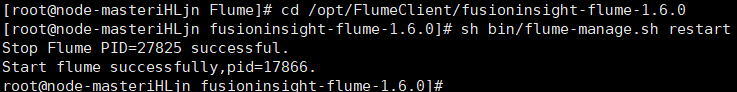 [root@node-masteriHLjn Flume]# cd /opt/FlumeClient/fusioninsight-flume-1.6.0
[root@node-masteriHLjn fusioninsight-flume-1.6.0]# sh bin/flume-manage.sh restart
Stop Flume PID=27825 successful.
Start flume successfully,pid=17866.
root@node-masteriHLjn fusioninsight-flume-1.6.0]#